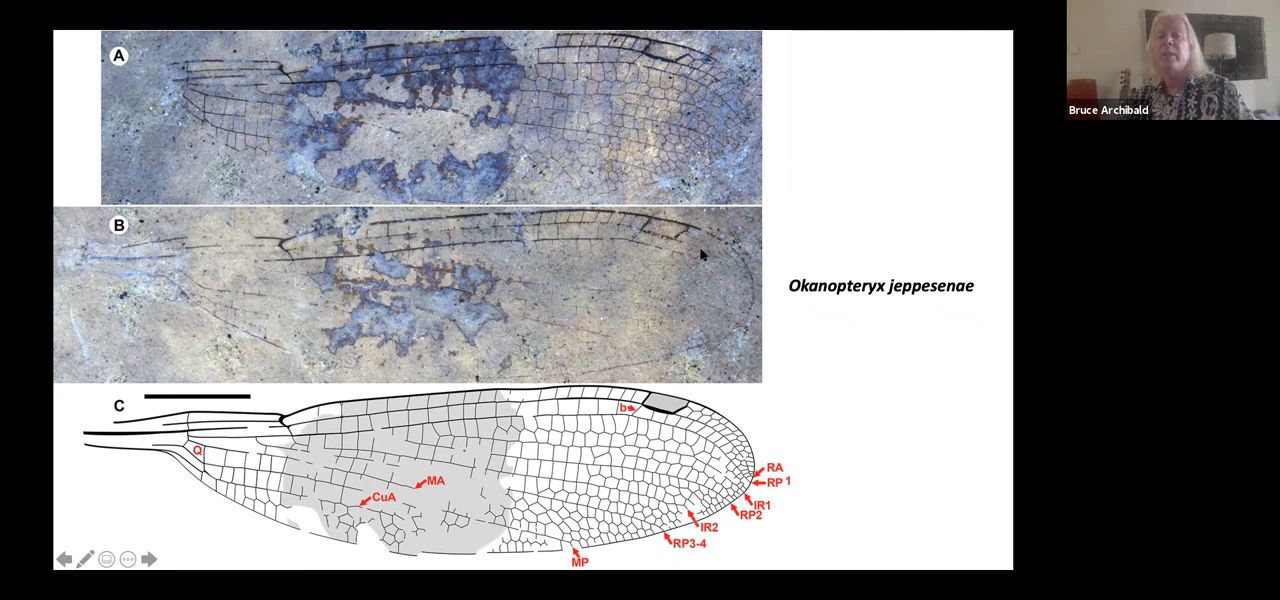 A
Bruce Archibald
B
Okanopteryx jeppesenae
C
b
Q
MA
CuA
RA
RP 1
IR1
RP2
IR2
RP3-4
MP